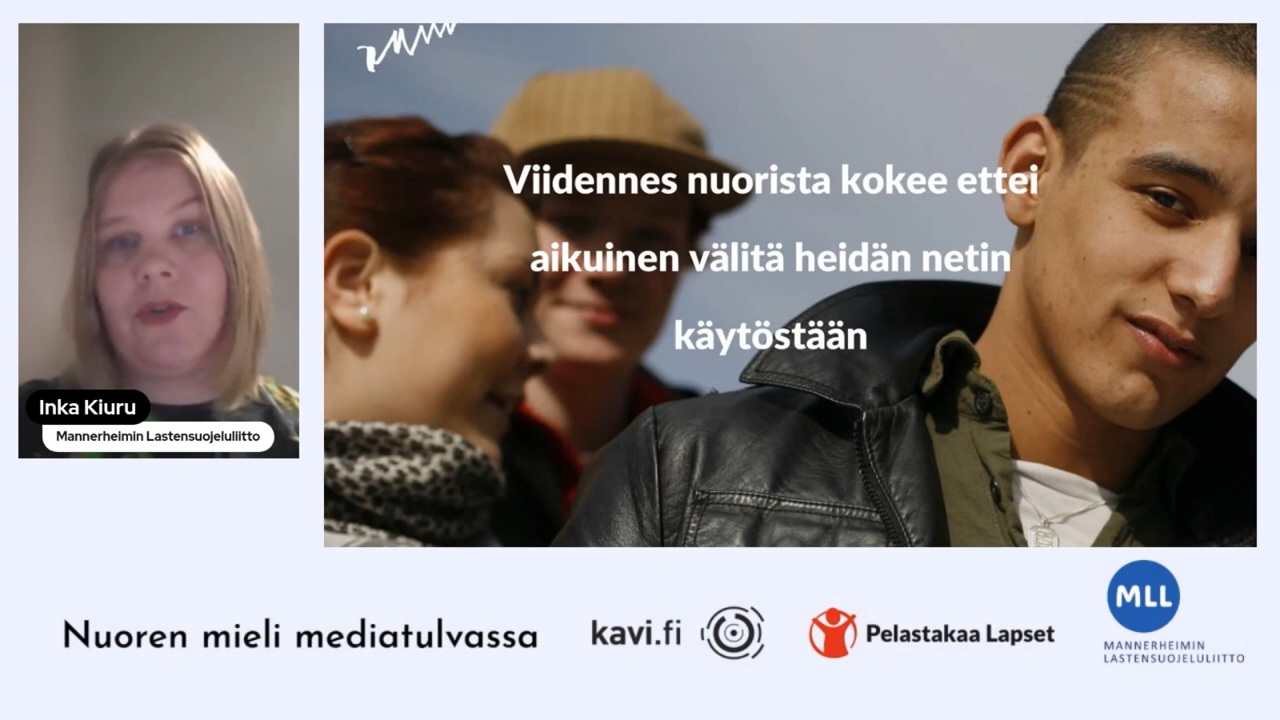 Viidennes nuorista kokee ettei
aikuinen välitä heidän netin
käytöstään
Inka Kiuru
Mannerheimin Lastensuojeluliitto
Nuoren mieli mediatulvassa
kavi.fi
Pelastakaa Lapset
MLL
MANNERHEIMIN
LASTENSUOJELULIITTO